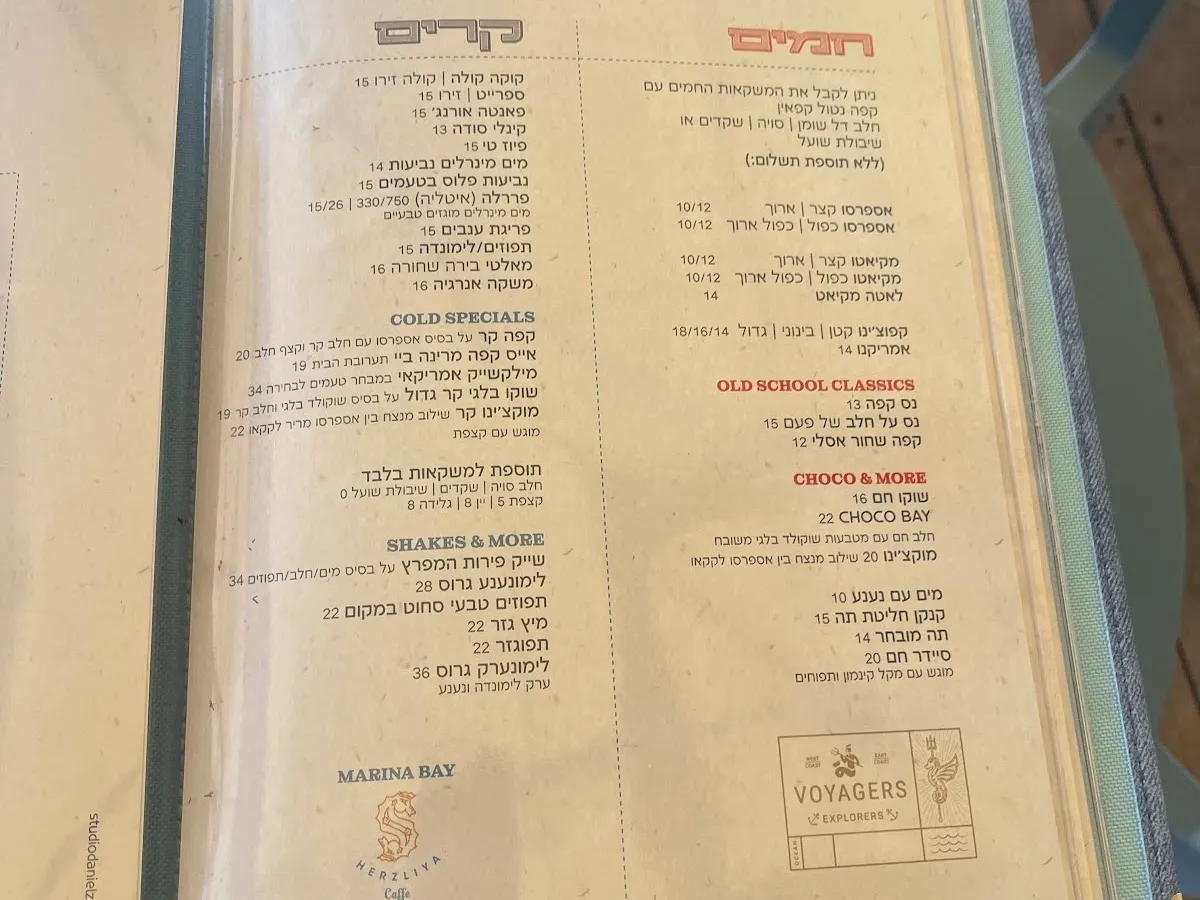 חמים
ניתן לקבל את המשקאות החמים עם
קפה נטול קפאין
חלב דל שומן | סויה | שקדים או
שיבולת שועל
(ללא תוספת תשלום:)
אספרסו קצר | ארוך 10/12
אספרסו כפול | כפול ארוך 10/12
מקיאטו קצר | ארוך 10/12
מקיאטו כפול | כפול ארוך 10/12
לאטה מקיאט 14
קפוצ'ינו קטן | בינוני | גדול 18/16/14
אמריקנו 14
OLD SCHOOL CLASSICS
נס קפה 13
נס על חלב של פעם 15
קפה שחור אסלי 12
CHOCO & MORE
שוקו חם 16
22 CHOCO BAY
חלב חם עם מטבעות שוקולד בלגי משובח
מוקצ'ינו 20 שילוב מנצח בין אספרסו לקקאו
מים עם נענע 10
קנקן חליטת תה 15
תה מובחר 14
סיידר חם 20
מוגש עם מקל קינמון ותפוחים
WEST COAST
EAST COAST
VOYAGERS
EXPLORERS
OCEAN
קרים
קוקה קולה | קולה זירו 15
ספרייט | זירו 15
פאנטה אורנג' 15
קינלי סודה 13
פיוז טי 15
מים מינרלים נביעות 14
נביעות פלוס בטעמים 15
פררלה (איטליה) 330/750 | 15/26
מים מינרלים מוגזים טבעיים
פריגת ענבים 15
תפוזים/לימונדה 15
מאלטי בירה שחורה 16
משקה אנרגיה 16
COLD SPECIALS
קפה קר על בסיס אספרסו עם חלב קר וקצף חלב 20
אייס קפה מרינה ביי תערובת הבית 19
מילקשייק אמריקאי במבחר טעמים לבחירה 34
שוקו בלגי קר גדול על בסיס שוקולד בלגי וחלב קר 19
מוקצ'ינו קר שילוב מנצח בין אספרסו מריר לקקאו 22
מוגש עם קצפת
תוספת למשקאות בלבד
חלב סויה | שקדים | שיבולת שועל 0
קצפת 5 | יין 8 | גלידה 8
SHAKES & MORE
שייק פירות המפרץ על בסיס מים/חלב/תפוזים 34
לימונענע גרוס 28
תפוזים טבעי סחוט במקום 22
מיץ גזר 22
תפוגזר 22
לימונערק גרוס 36
ערק לימונדה ונענע
MARINA BAY
HERZLIYA
Caffe
studiodanielz